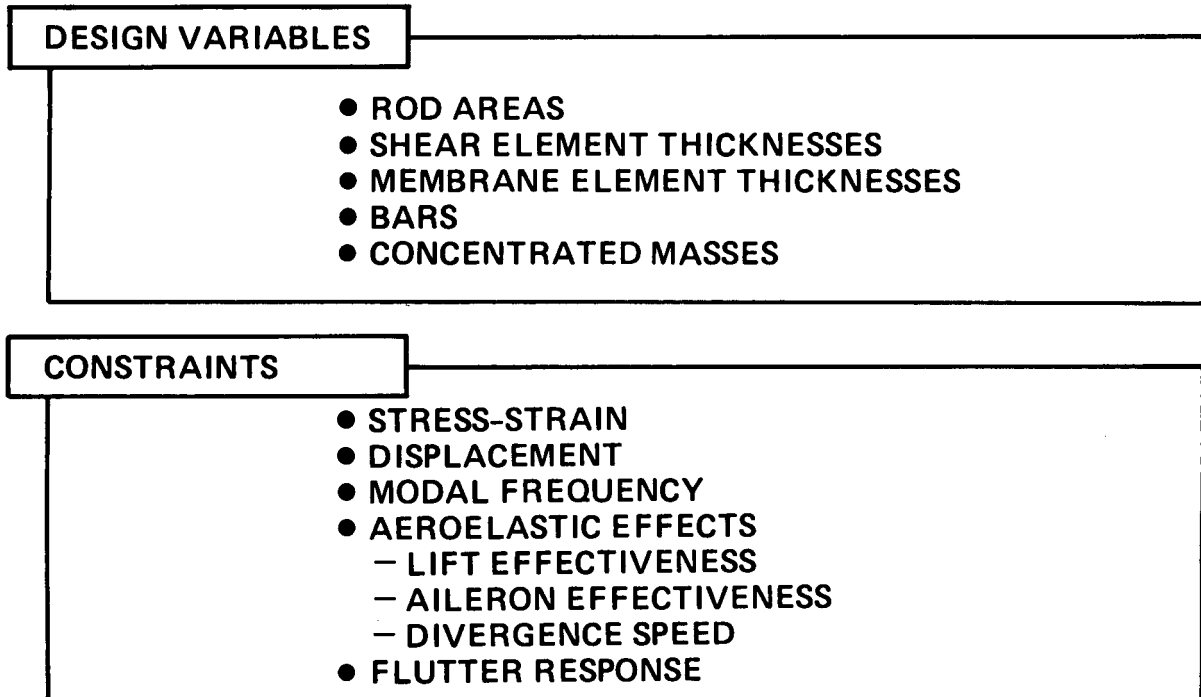 DESIGN VARIABLES
● ROD AREAS
● SHEAR ELEMENT THICKNESSES
● MEMBRANE ELEMENT THICKNESSES
● BARS
● CONCENTRATED MASSES
CONSTRAINTS
● STRESS-STRAIN
● DISPLACEMENT
● MODAL FREQUENCY
● AEROELASTIC EFFECTS
– LIFT EFFECTIVENESS
– AILERON EFFECTIVENESS
– DIVERGENCE SPEED
● FLUTTER RESPONSE